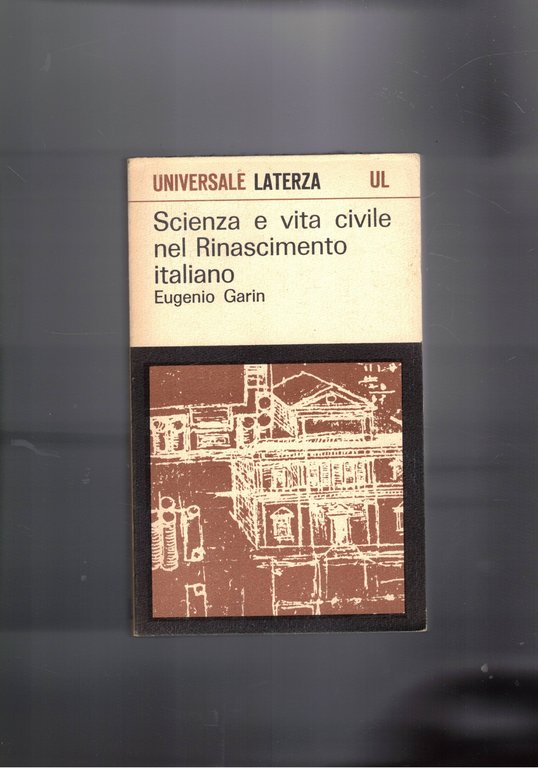 UNIVERSALE LATERZA UL
Scienza e vita civile
nel Rinascimento
italiano
Eugenio Garin